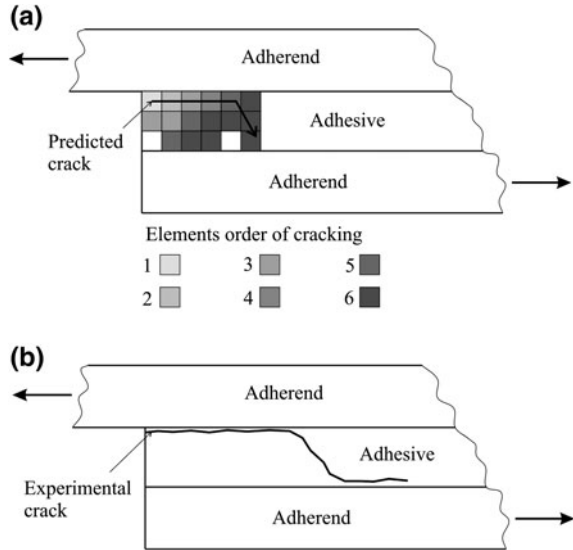 (a)
Adherend
Adhesive
Predicted
crack
Adherend
Elements order of cracking
1 3 5
2 4 6
(b)
Adherend
Adhesive
Experimental
crack
Adherend